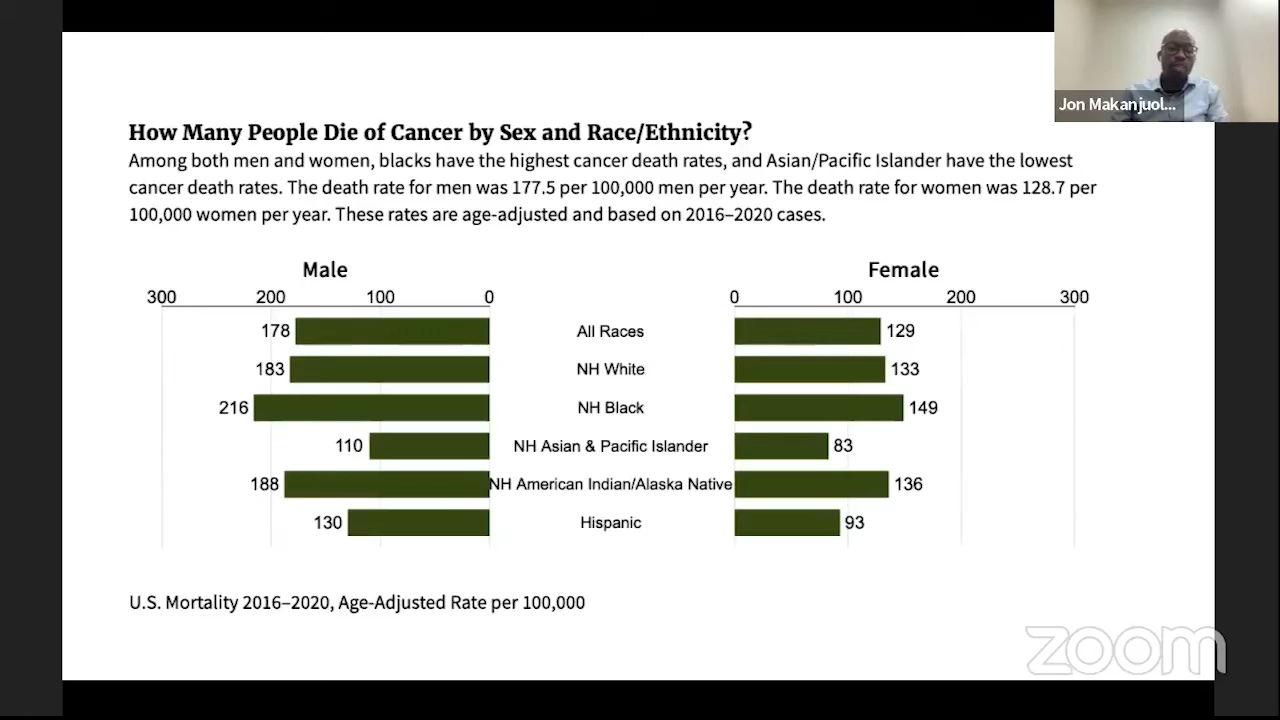 Jon Makanjuol...
How Many People Die of Cancer by Sex and Race/Ethnicity?
Among both men and women, blacks have the highest cancer death rates, and Asian/Pacific Islander have the lowest
cancer death rates. The death rate for men was 177.5 per 100,000 men per year. The death rate for women was 128.7 per
100,000 women per year. These rates are age-adjusted and based on 2016–2020 cases.
Male Female
300 200 100 0 0 100 200 300
178 All Races 129
183 NH White 133
216 NH Black 149
110 NH Asian & Pacific Islander 83
188 NH American Indian/Alaska Native 136
130 Hispanic 93
U.S. Mortality 2016–2020, Age-Adjusted Rate per 100,000
zoom